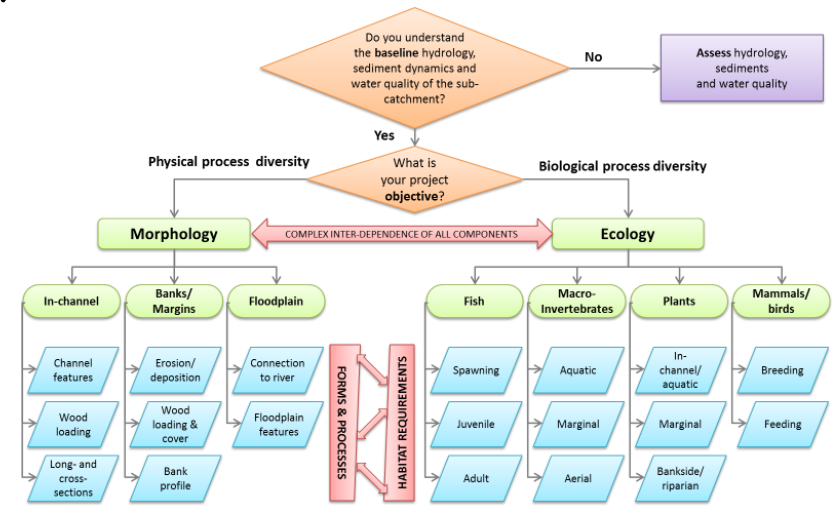 Do you understand
the baseline hydrology,
sediment dynamics and
water quality of the sub-
catchment?
No
Assess hydrology,
sediments
and water quality
Yes
Physical process diversity
What is
your project
objective?
Biological process diversity
Morphology
COMPLEX INTER-DEPENDENCE OF ALL COMPONENTS
Ecology
In-channel
Banks/
Margins
Floodplain
Fish
Macro-
Invertebrates
Plants
Mammals/
birds
Channel
features
Erosion/
deposition
Connection
to river
Wood
loading
Wood
loading &
cover
Floodplain
features
Long- and
cross-
sections
Bank
profile
FORMS & PROCESSES
HABITAT REQUIREMENTS
Spawning
Aquatic
In-
channel/
aquatic
Breeding
Juvenile
Marginal
Marginal
Feeding
Adult
Aerial
Bankside/
riparian